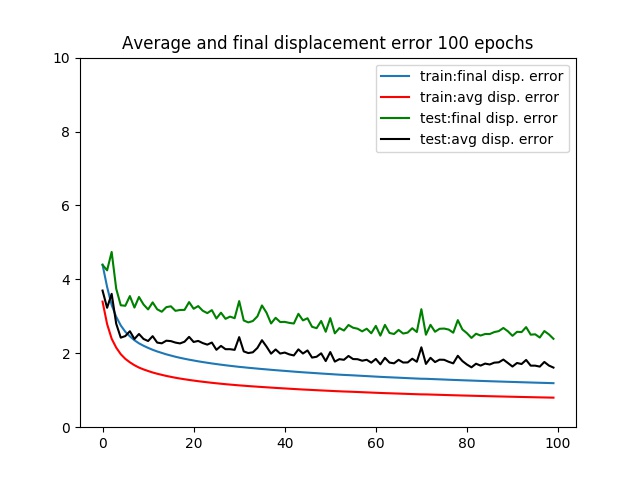 Average and final displacement error 100 epochs
10
8
6
4
2
0
train:final disp. error
train:avg disp. error
test:final disp. error
test:avg disp. error
0 20 40 60 80 100